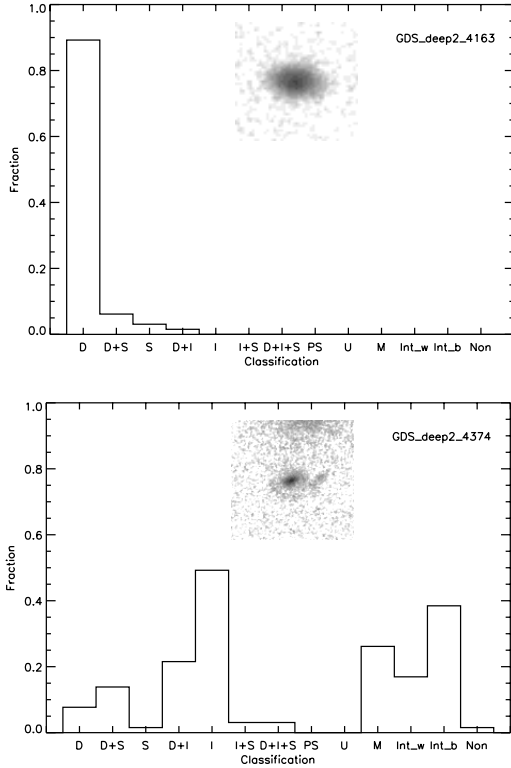 GDS_deep2_4163
1.0
0.8
0.6
0.4
0.2
0.0
Fraction
D D+S S D+I I I+S D+I+S PS U M Int_w Int_b Non
Classification
GDS_deep2_4374
1.0
0.8
0.6
0.4
0.2
0.0
Fraction
D D+S S D+I I I+S D+I+S PS U M Int_w Int_b Non
Classification